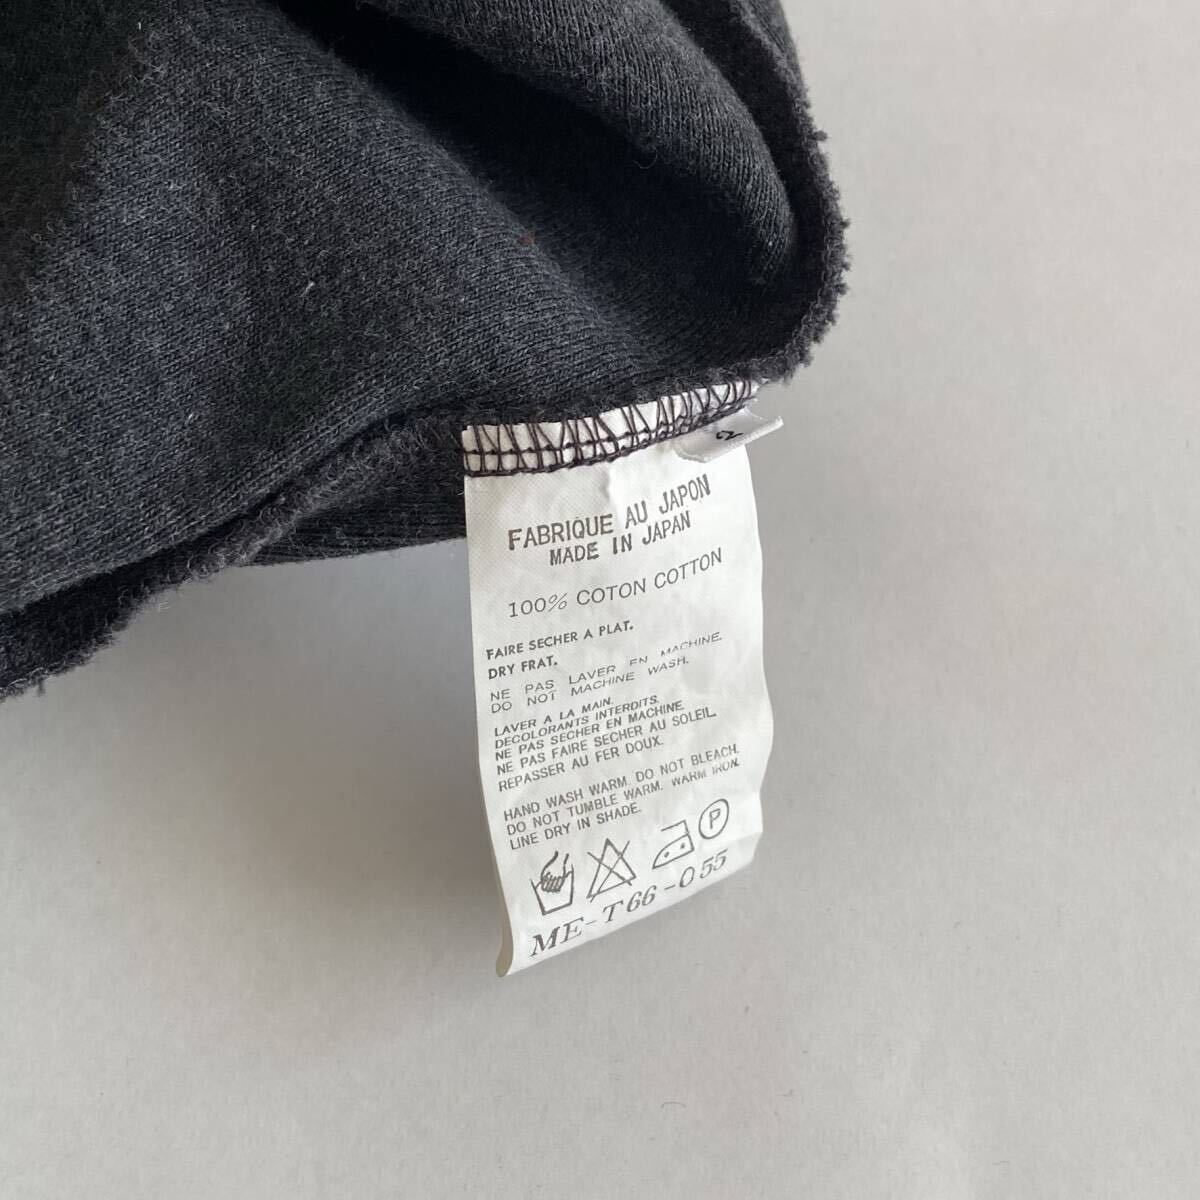 2
FABRIQUE AU JAPON
MADE IN JAPAN
100% COTON COTTON
FAIRE SECHER A PLAT.
DRY FRAT.
NE PAS LAVER EN MACHINE.
DO NOT MACHINE WASH.
LAVER A LA MAIN.
DECOLORANTS INTERDITS.
NE PAS SECHER EN MACHINE.
NE PAS FAIRE SECHER AU SOLEIL.
REPASSER AU FER DOUX.
HAND WASH WARM. DO NOT BLEACH.
DO NOT TUMBLE WARM. WARM IRON.
LINE DRY IN SHADE.
P
ME-T66-055